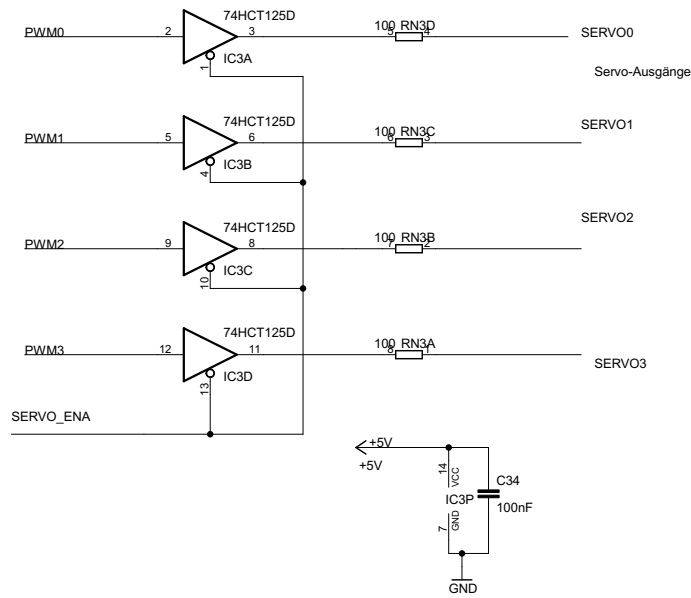 74HCT125D
PWM0 2 3 100 RN3D 5 4 SERVO0
1 IC3A
Servo-Ausgänge
74HCT125D
PWM1 5 6 100 RN3C 6 3 SERVO1
4 IC3B
74HCT125D
SERVO2
PWM2 9 8 100 RN3B 7 2
10 IC3C
74HCT125D
PWM3 12 11 100 RN3A 8 1 SERVO3
13 IC3D
SERVO_ENA
+5V
+5V
14 VCC
C34
IC3P
100nF
7 GND
GND